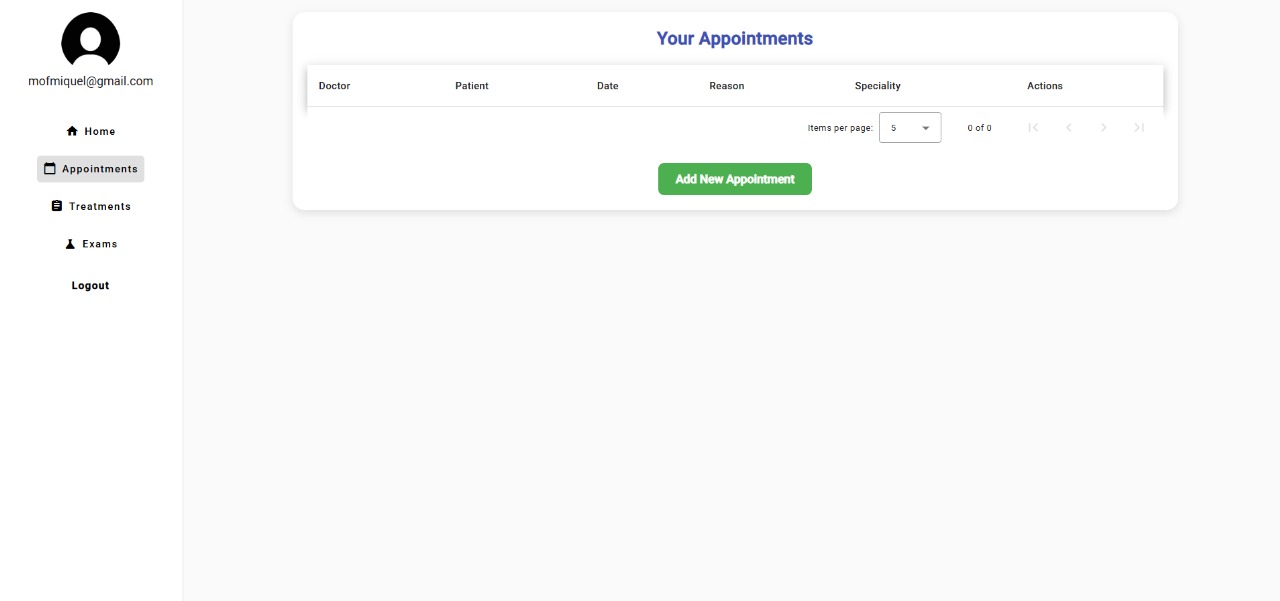 mofmiquel@gmail.com
Home
Appointments
Treatments
Exams
Logout
Your Appointments
Doctor Patient Date Reason Speciality Actions
Items per page: 5 0 of 0
Add New Appointment